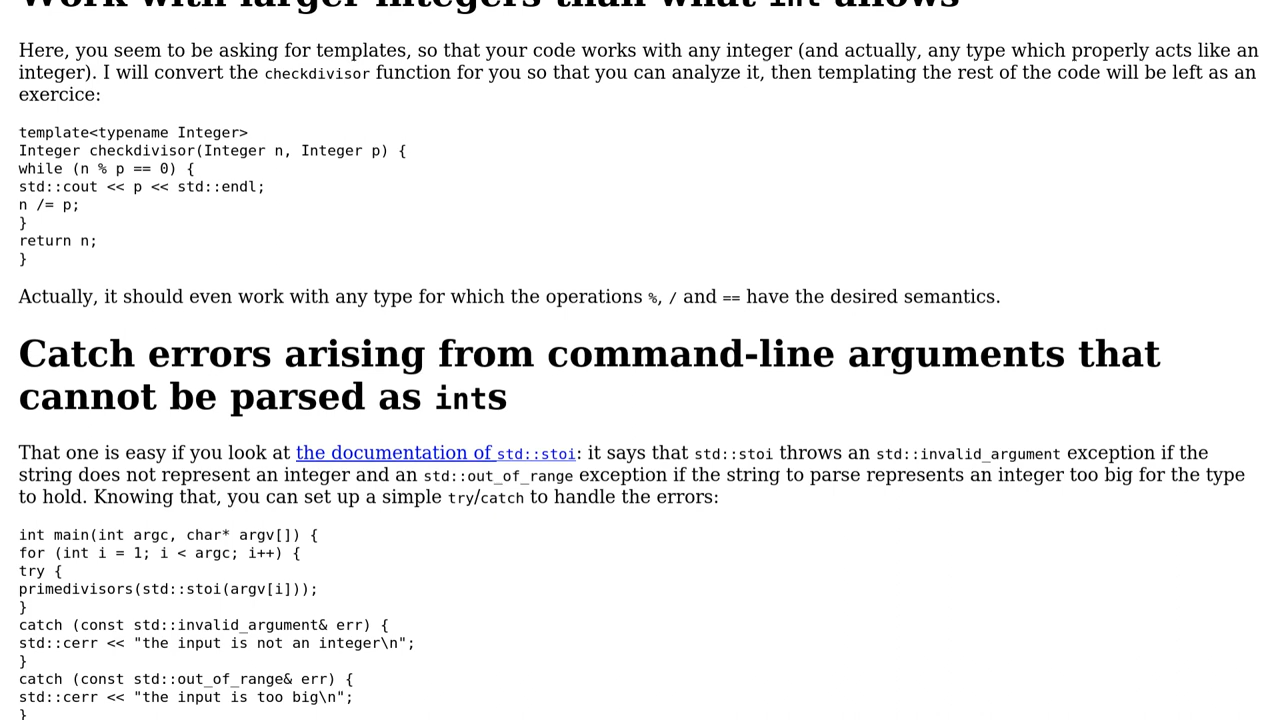 Work with larger integers than what int allows
Here, you seem to be asking for templates, so that your code works with any integer (and actually, any type which properly acts like an
integer). I will convert the checkdivisor function for you so that you can analyze it, then templating the rest of the code will be left as an
exercice:
template<typename Integer>
Integer checkdivisor(Integer n, Integer p) {
while (n % p == 0) {
std::cout << p << std::endl;
n /= p;
}
return n;
}
Actually, it should even work with any type for which the operations %, / and == have the desired semantics.
Catch errors arising from command-line arguments that
cannot be parsed as ints
That one is easy if you look at the documentation of std::stoi: it says that std::stoi throws an std::invalid_argument exception if the
string does not represent an integer and an std::out_of_range exception if the string to parse represents an integer too big for the type
to hold. Knowing that, you can set up a simple try/catch to handle the errors:
int main(int argc, char* argv[]) {
for (int i = 1; i < argc; i++) {
try {
primedivisors(std::stoi(argv[i]));
}
catch (const std::invalid_argument& err) {
std::cerr << "the input is not an integer\n";
}
catch (const std::out_of_range& err) {
std::cerr << "the input is too big\n";
}